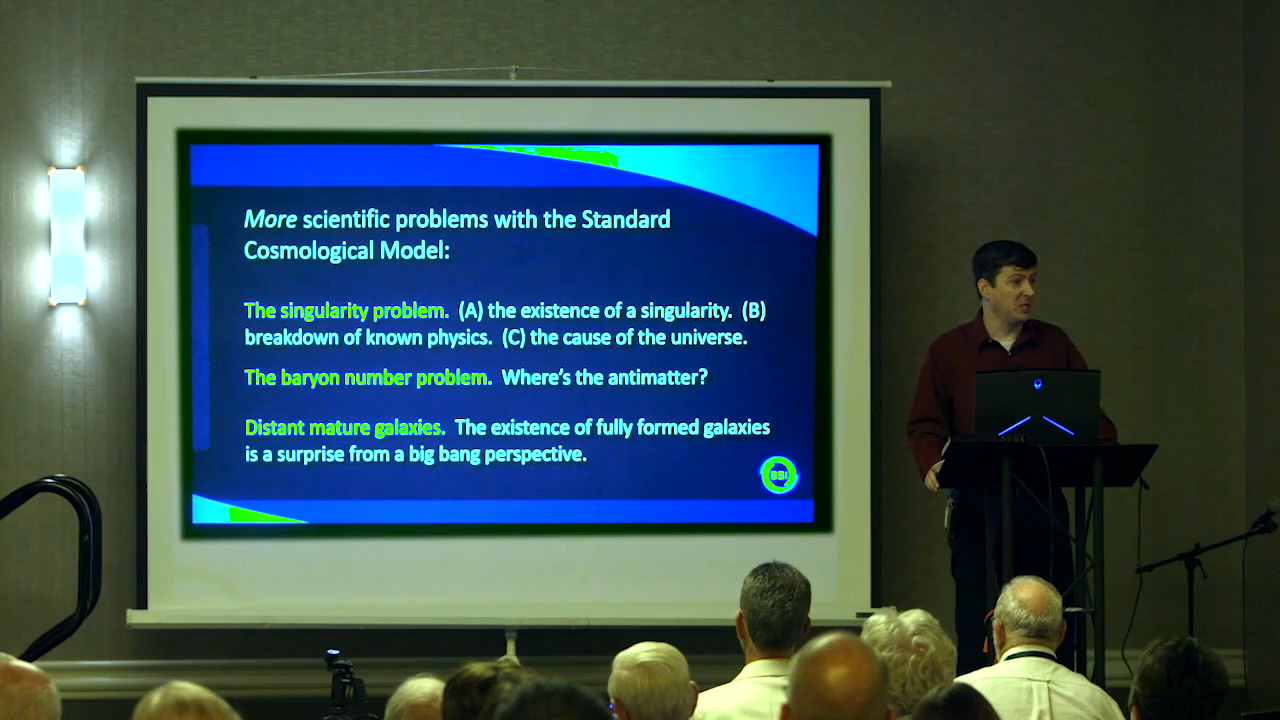 More scientific problems with the Standard
Cosmological Model:
The singularity problem. (A) the existence of a singularity. (B)
breakdown of known physics. (C) the cause of the universe.
The baryon number problem. Where's the antimatter?
Distant mature galaxies. The existence of fully formed galaxies
is a surprise from a big bang perspective.